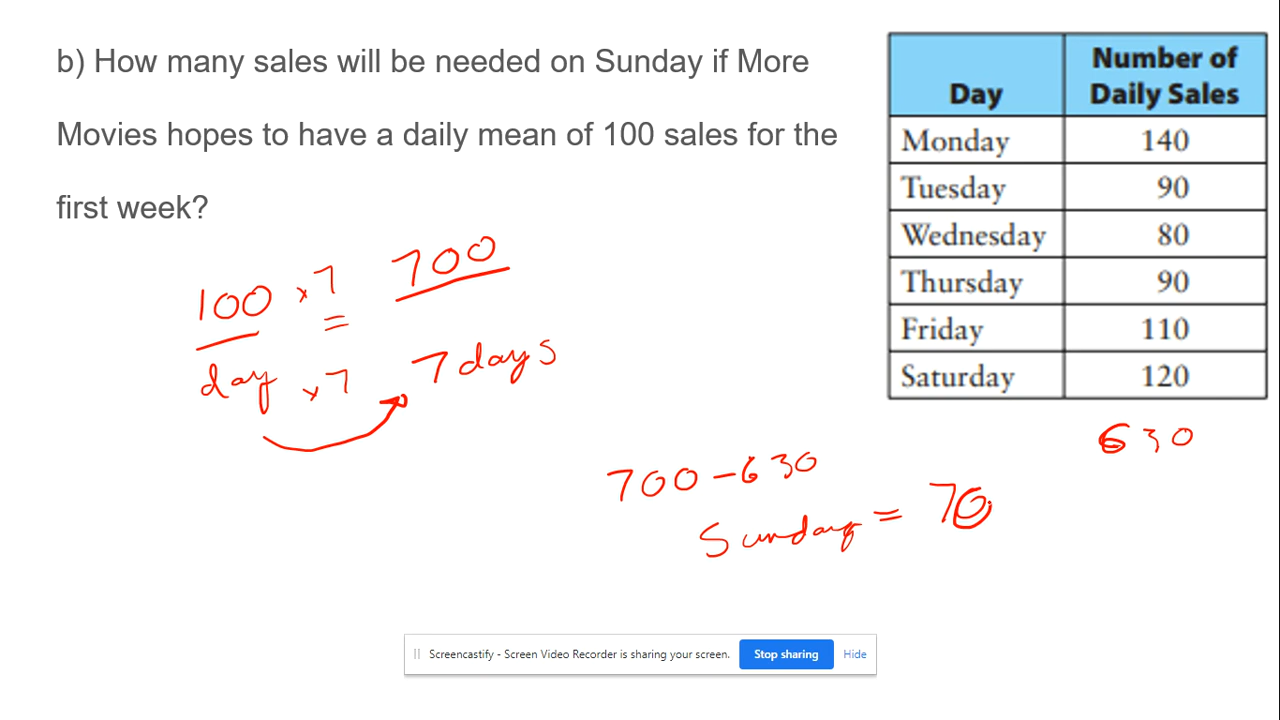 b) How many sales will be needed on Sunday if More
Movies hopes to have a daily mean of 100 sales for the
first week?
Day Number of Daily Sales
Monday 140
Tuesday 90
Wednesday 80
Thursday 90
Friday 110
Saturday 120
630
100 x 7 = 700
day x 7 7 days
700 - 630
Sunday = 70
Screencastify - Screen Video Recorder is sharing your screen. Stop sharing Hide